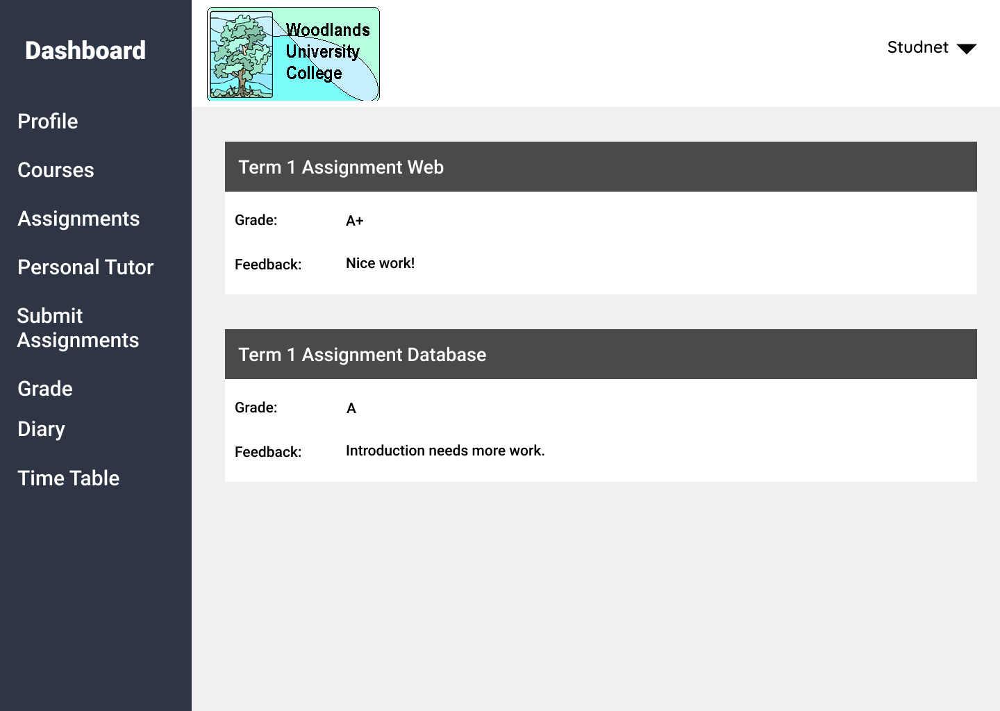 Dashboard
Profile
Courses
Assignments
Personal Tutor
Submit
Assignments
Grade
Diary
Time Table
Woodlands
University
College
Studnet
Term 1 Assignment Web
Grade: A+
Feedback: Nice work!
Term 1 Assignment Database
Grade: A
Feedback: Introduction needs more work.